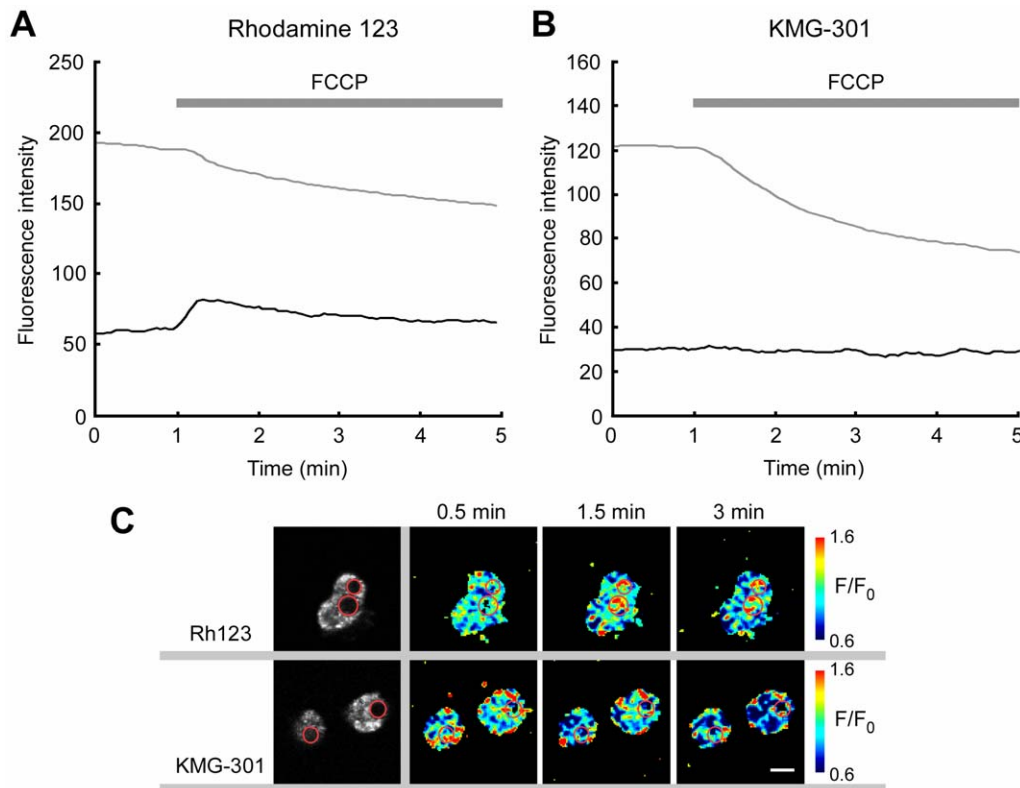 A
Rhodamine 123
FCCP
Fluorescence intensity
250
200
150
100
50
0
0 1 2 3 4 5
Time (min)
B
KMG-301
FCCP
Fluorescence intensity
160
140
120
100
80
60
40
20
0
0 1 2 3 4 5
Time (min)
C
0.5 min 1.5 min 3 min
Rh123
1.6
F/F0
0.6
KMG-301
1.6
F/F0
0.6